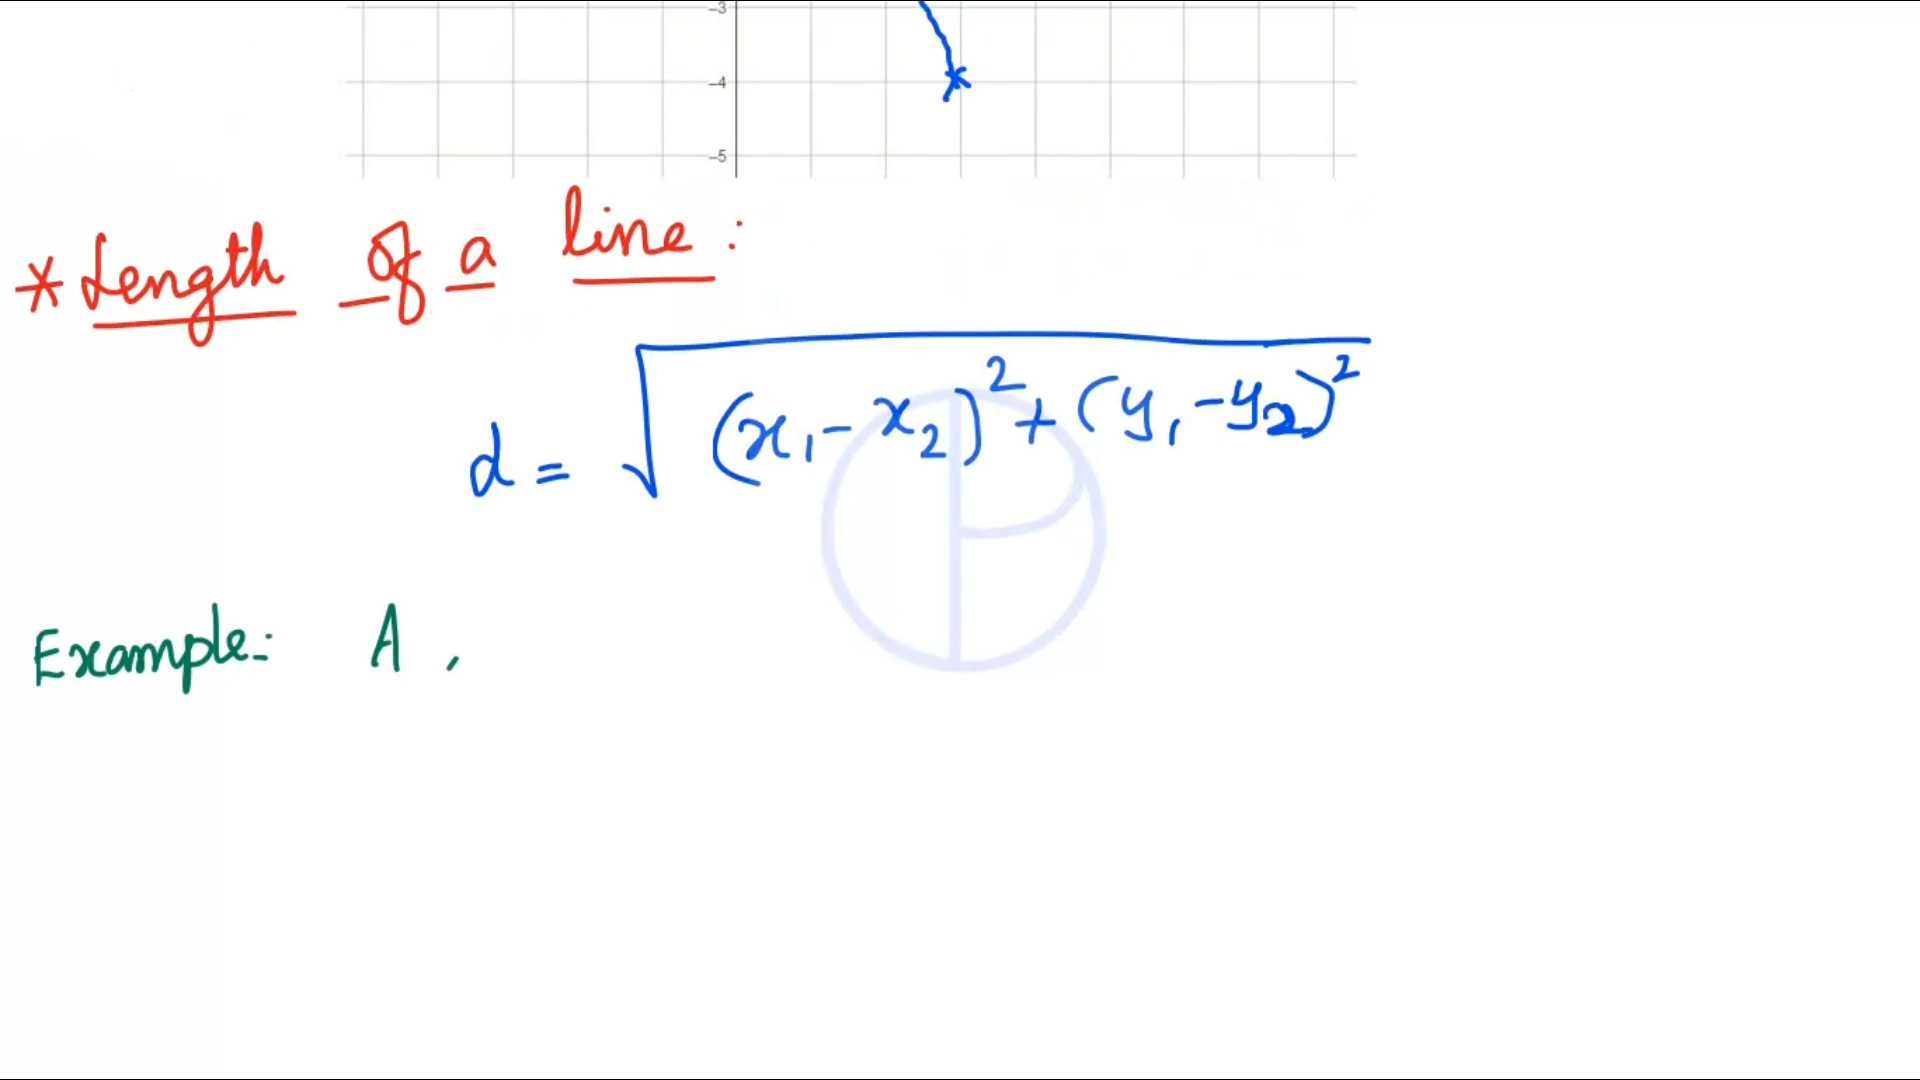 -3
-4
-5
* Length of a line:
d = √(x₁ - x₂)² + (y₁ - y₂)²
Example:- A ,